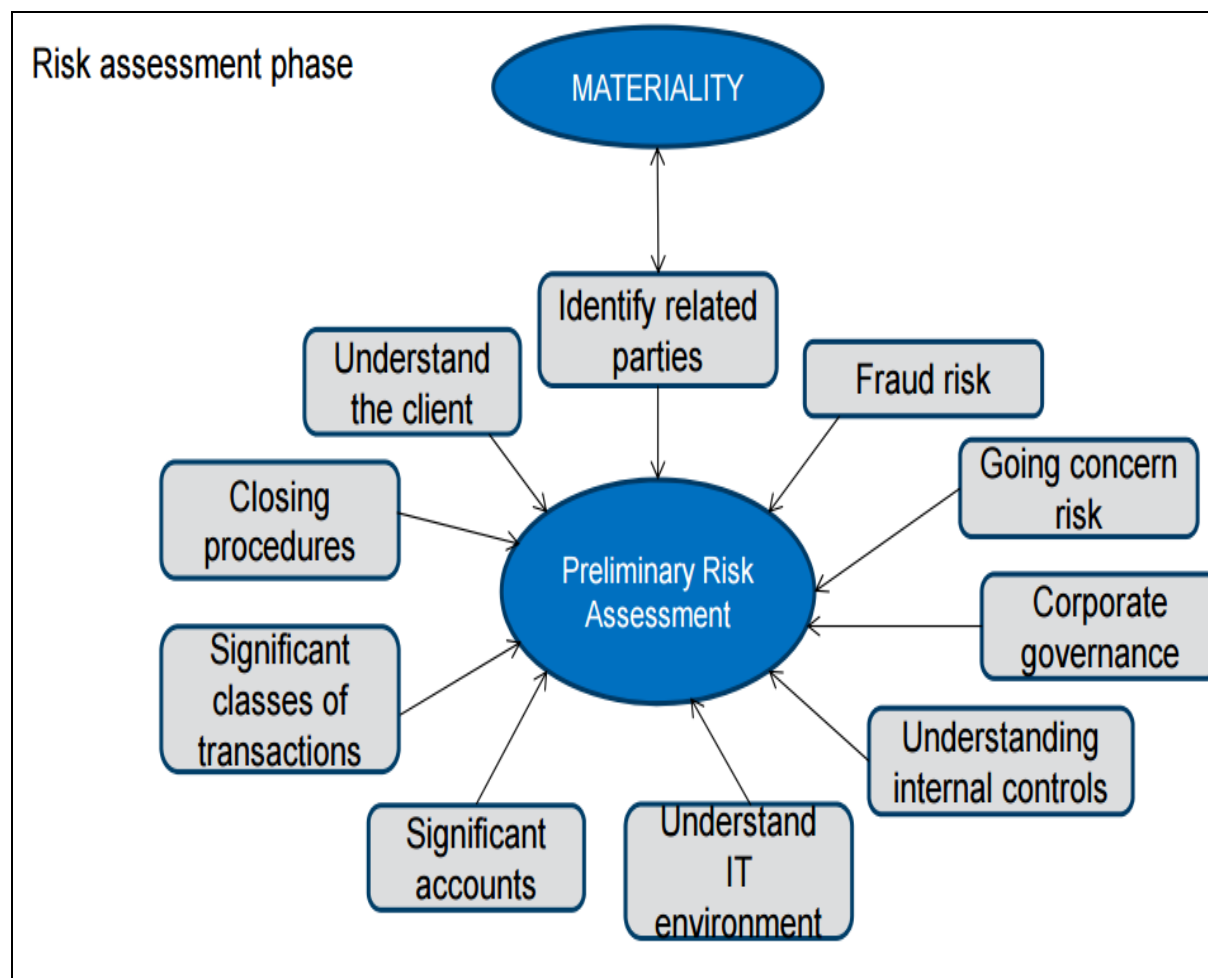 Risk assessment phase
MATERIALITY
Identify related
parties
Understand
the client
Fraud risk
Closing
procedures
Going concern
risk
Preliminary Risk
Assessment
Corporate
governance
Significant
classes of
transactions
Understanding
internal controls
Significant
accounts
Understand
IT
environment